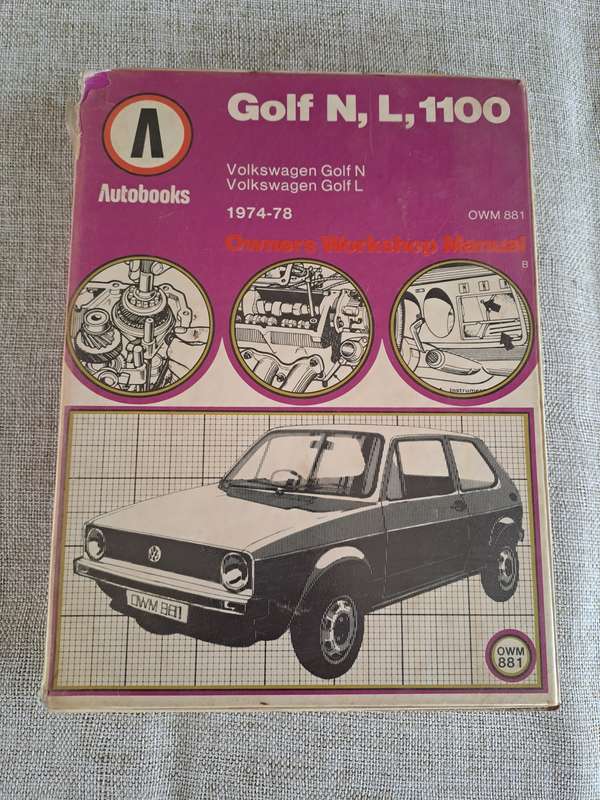 Golf N, L, 1100
Autobooks
Volkswagen Golf N
Volkswagen Golf L
1974-78
OWM 881
Owners Workshop Manual
B
OWM 881
OWM
881